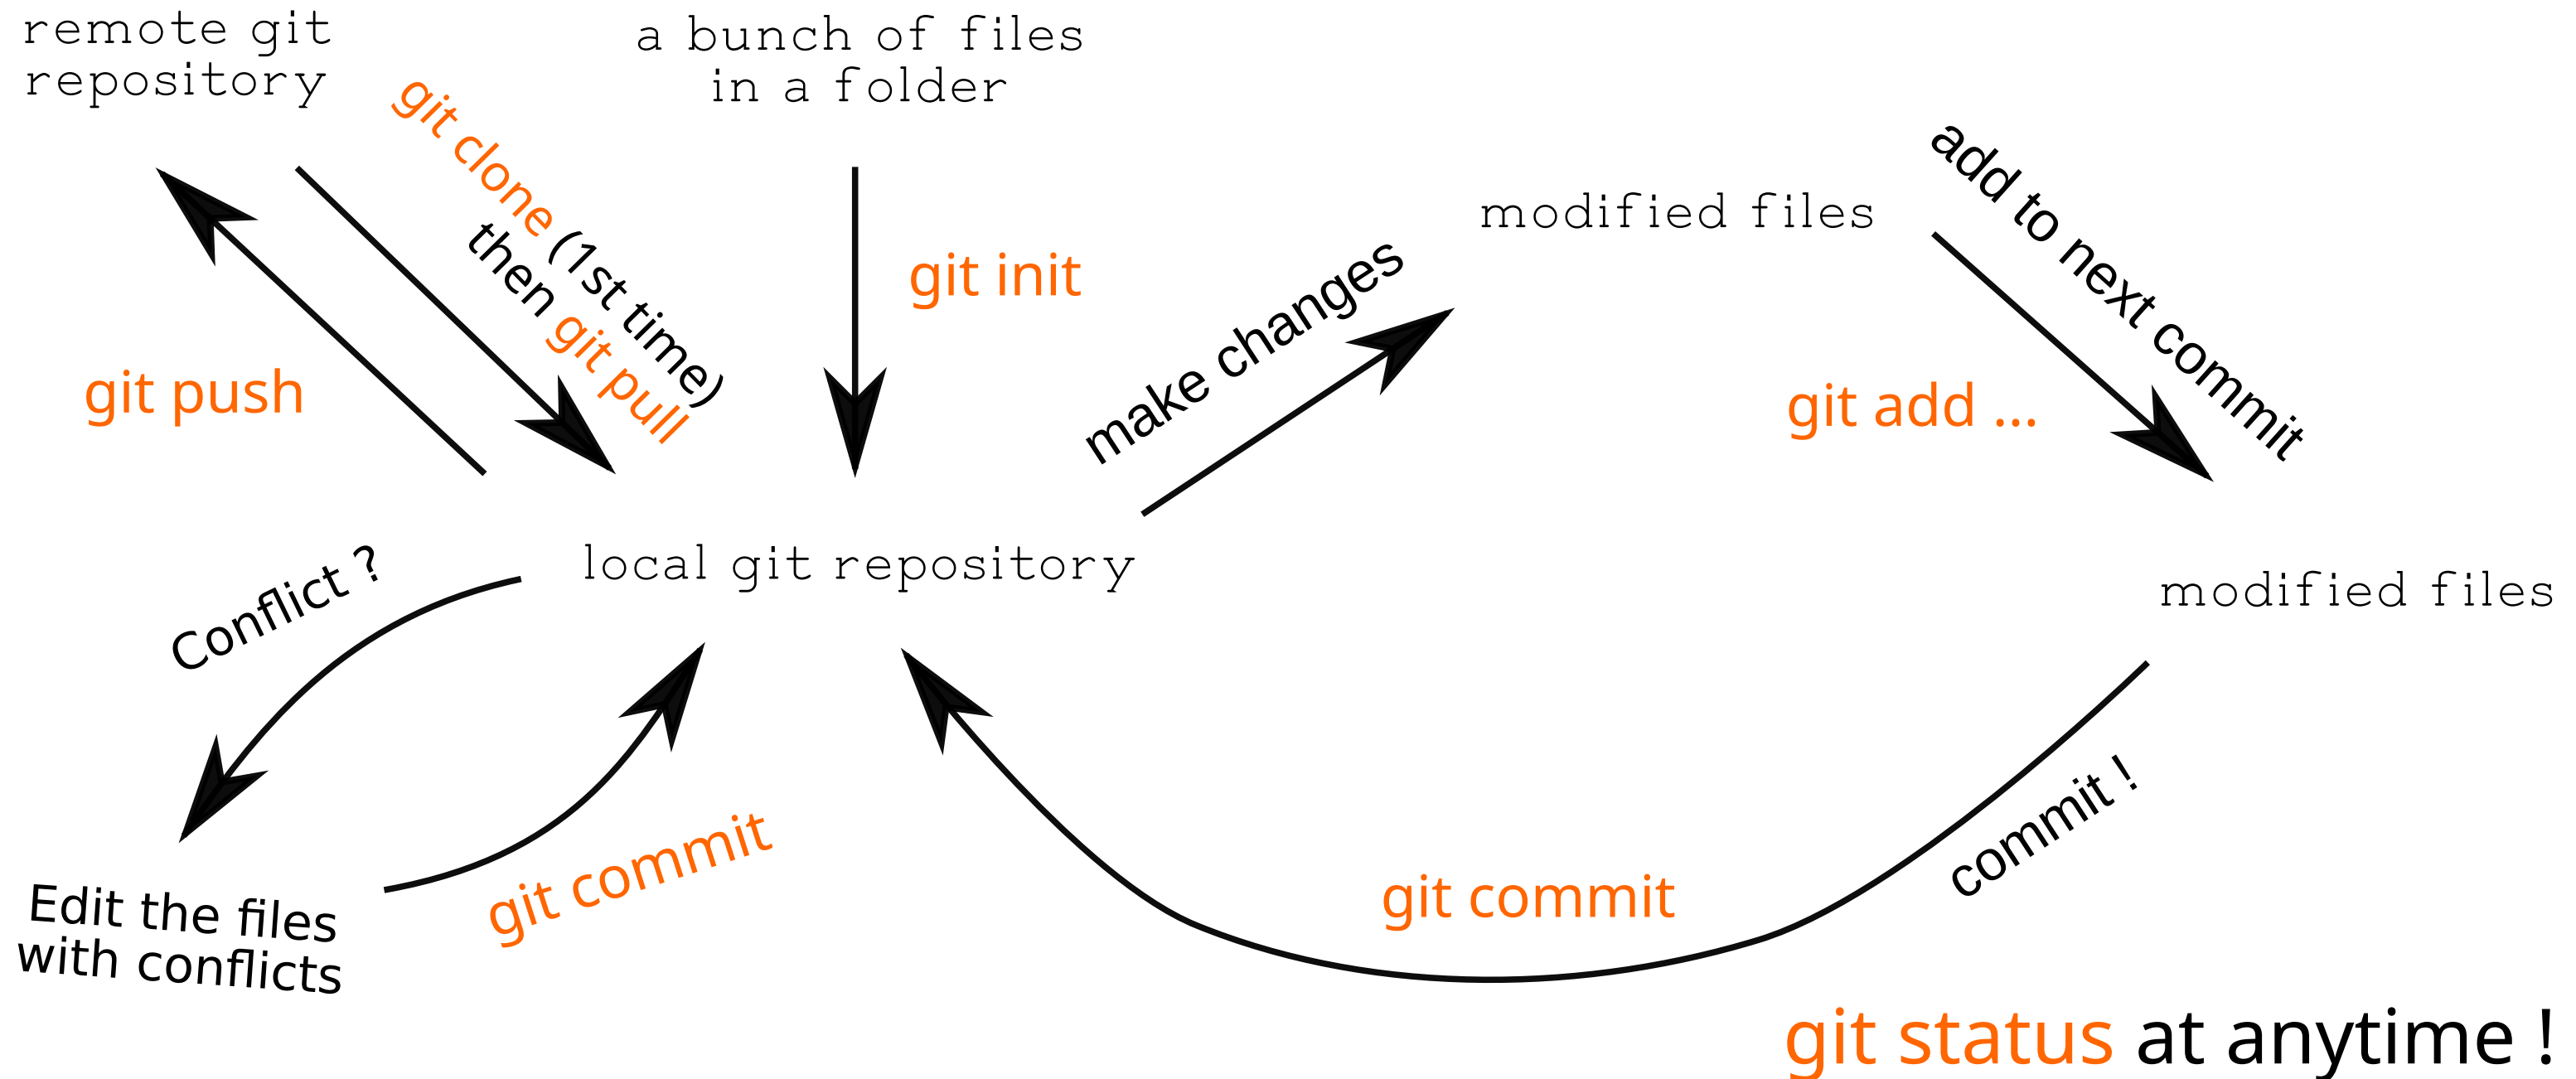 remote git
repository
a bunch of files
in a folder
git clone (1st time)
then git pull
git push
git init
make changes
modified files
add to next commit
git add ...
local git repository
modified files
Conflict ?
Edit the files
with conflicts
git commit
git commit
commit !
git status at anytime !